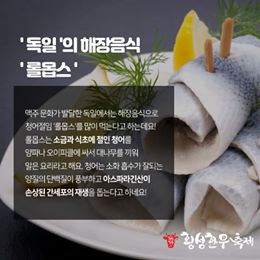 '독일'의 해장음식
'롤몹스'
맥주 문화가 발달한 독일에서는 해장음식으로
청어절임 '롤몹스'를 많이 먹는다고 하는데요!
롤몹스는 소금과 식초에 절인 청어를
양파나 오이피클에 싸서 대나무를 끼워
말은 요리라고 해요. 청어는 소화 흡수가 잘되는
양질의 단백질이 풍부하고 아스파라긴산이
손상된 간세포의 재생을 돕는다고 하네요!
횡성한우축제